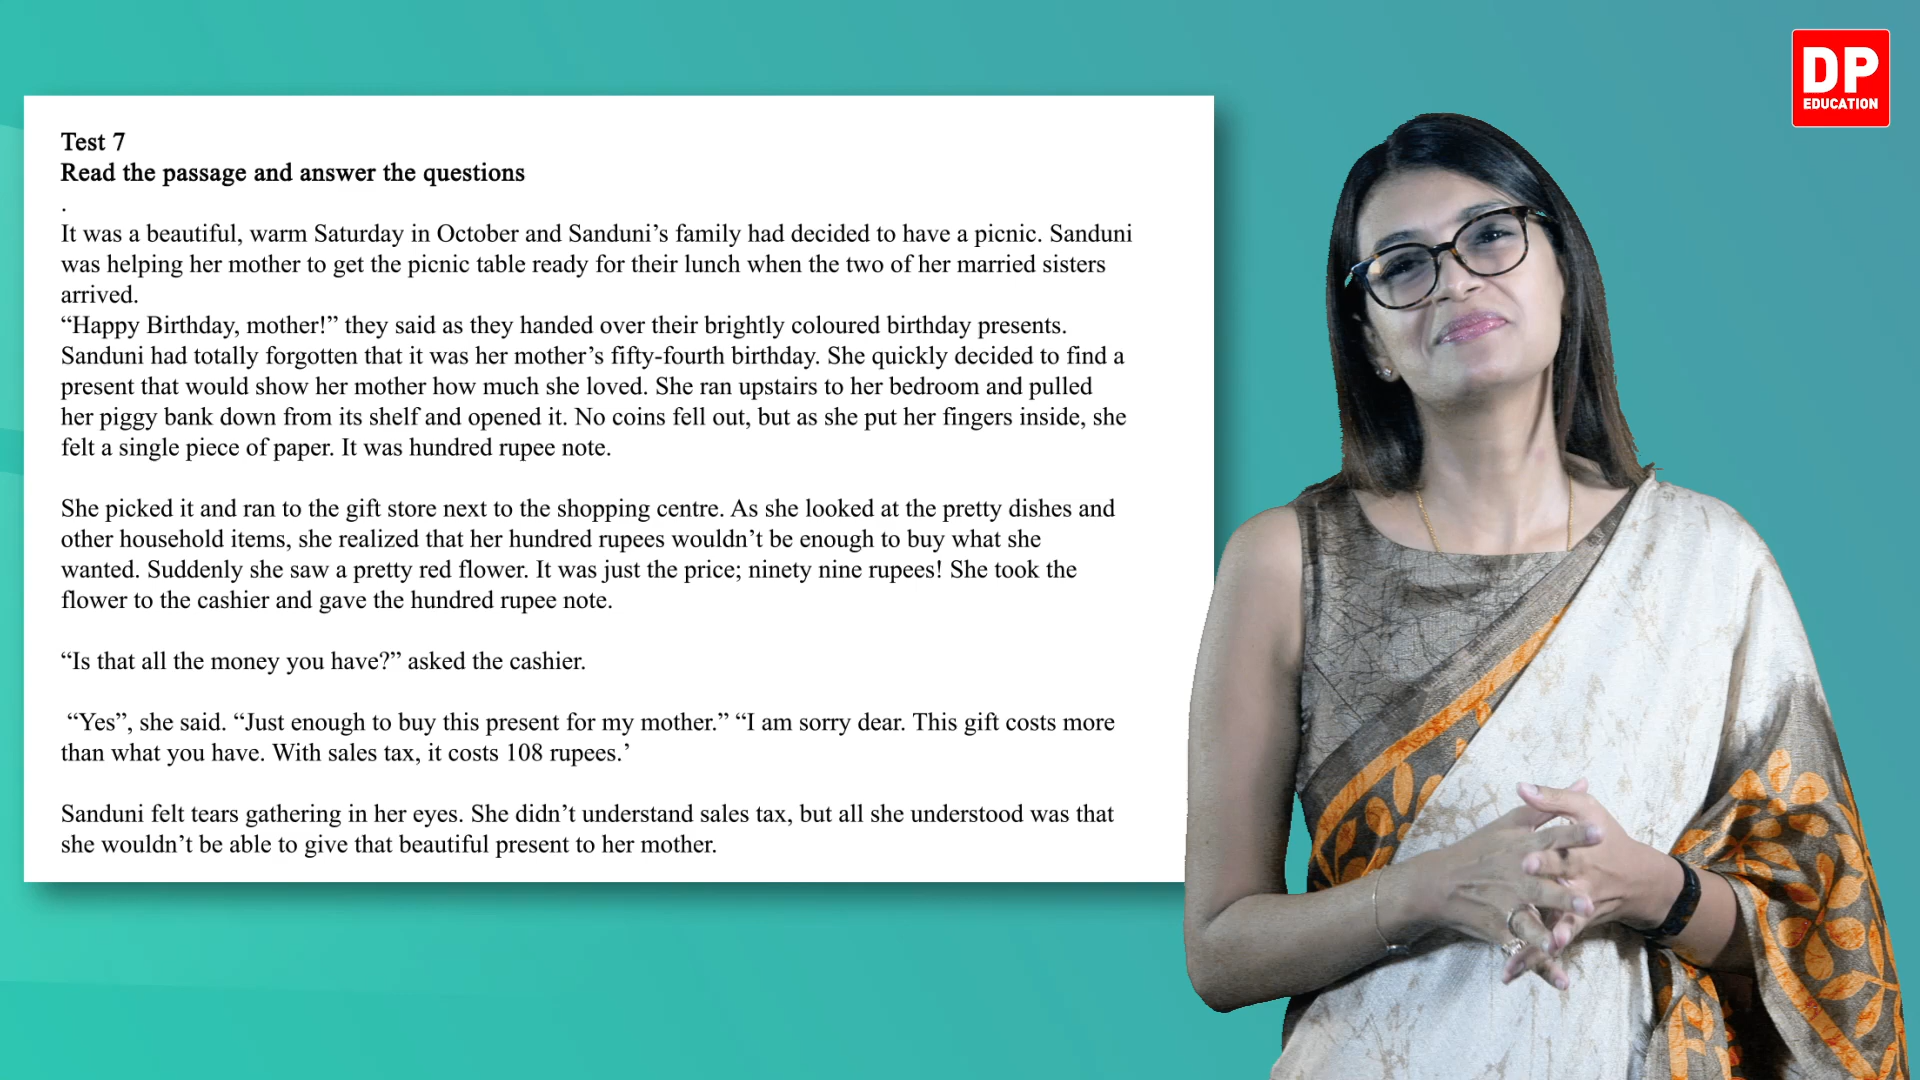 DP
EDUCATION
Test 7
Read the passage and answer the questions
.
It was a beautiful, warm Saturday in October and Sanduni’s family had decided to have a picnic. Sanduni
was helping her mother to get the picnic table ready for their lunch when the two of her married sisters
arrived.
“Happy Birthday, mother!” they said as they handed over their brightly coloured birthday presents.
Sanduni had totally forgotten that it was her mother’s fifty-fourth birthday. She quickly decided to find a
present that would show her mother how much she loved. She ran upstairs to her bedroom and pulled
her piggy bank down from its shelf and opened it. No coins fell out, but as she put her fingers inside, she
felt a single piece of paper. It was hundred rupee note.
She picked it and ran to the gift store next to the shopping centre. As she looked at the pretty dishes and
other household items, she realized that her hundred rupees wouldn’t be enough to buy what she
wanted. Suddenly she saw a pretty red flower. It was just the price; ninety nine rupees! She took the
flower to the cashier and gave the hundred rupee note.
“Is that all the money you have?” asked the cashier.
“Yes”, she said. “Just enough to buy this present for my mother.” “I am sorry dear. This gift costs more
than what you have. With sales tax, it costs 108 rupees.’
Sanduni felt tears gathering in her eyes. She didn’t understand sales tax, but all she understood was that
she wouldn’t be able to give that beautiful present to her mother.